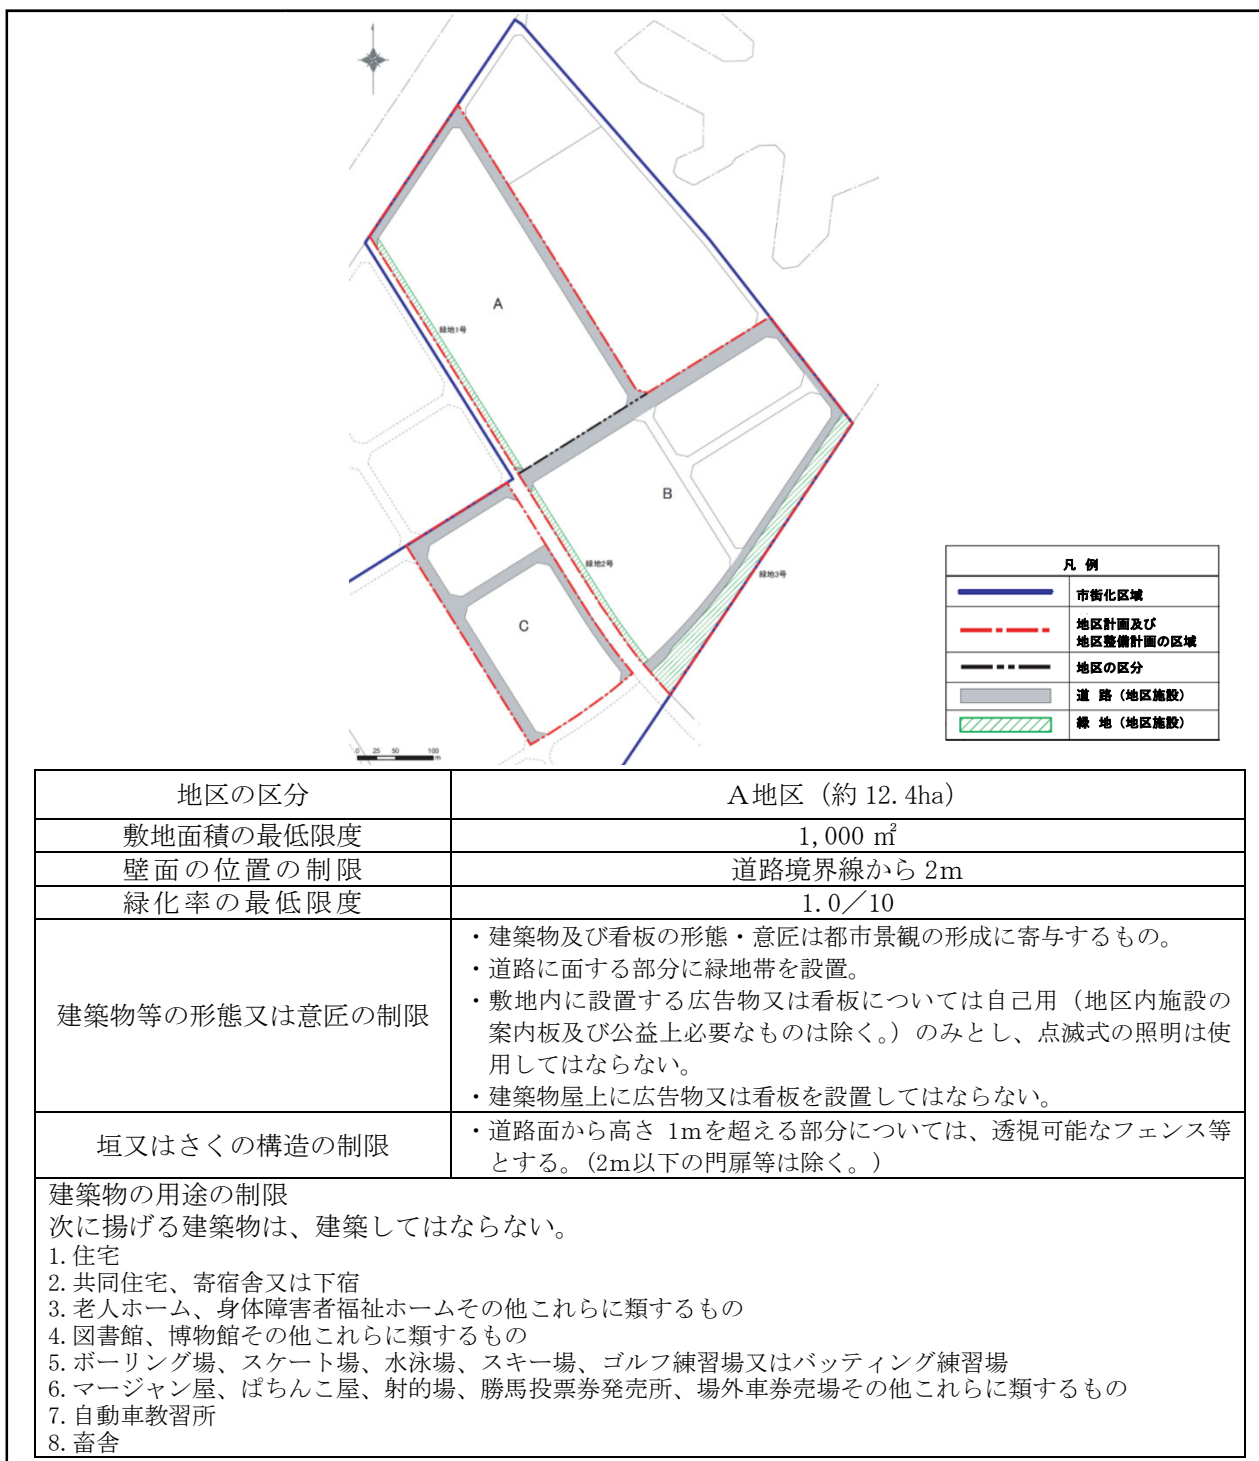 A
緑地1号
B
緑地2号
緑地3号
C
0 25 50 100
m
凡 例
市街化区域
地区計画及び
地区整備計画の区域
地区の区分
道 路（地区施設）
緑 地（地区施設）
地区の区分
A地区（約 12.4ha）
敷地面積の最低限度
1,000 ㎡
壁面の位置の制限
道路境界線から 2m
緑化率の最低限度
1.0／10
建築物等の形態又は意匠の制限
・建築物及び看板の形態・意匠は都市景観の形成に寄与するもの。
・道路に面する部分に緑地帯を設置。
・敷地内に設置する広告物又は看板については自己用（地区内施設の
案内板及び公益上必要なものは除く。）のみとし、点滅式の照明は使
用してはならない。
・建築物屋上に広告物又は看板を設置してはならない。
垣又はさくの構造の制限
・道路面から高さ 1mを超える部分については、透視可能なフェンス等
とする。（2m以下の門扉等は除く。）
建築物の用途の制限
次に揚げる建築物は、建築してはならない。
1.住宅
2.共同住宅、寄宿舎又は下宿
3.老人ホーム、身体障害者福祉ホームその他これらに類するもの
4.図書館、博物館その他これらに類するもの
5.ボーリング場、スケート場、水泳場、スキー場、ゴルフ練習場又はバッティング練習場
6.マージャン屋、ぱちんこ屋、射的場、勝馬投票券発売所、場外車券売場その他これらに類するもの
7.自動車教習所
8.畜舎